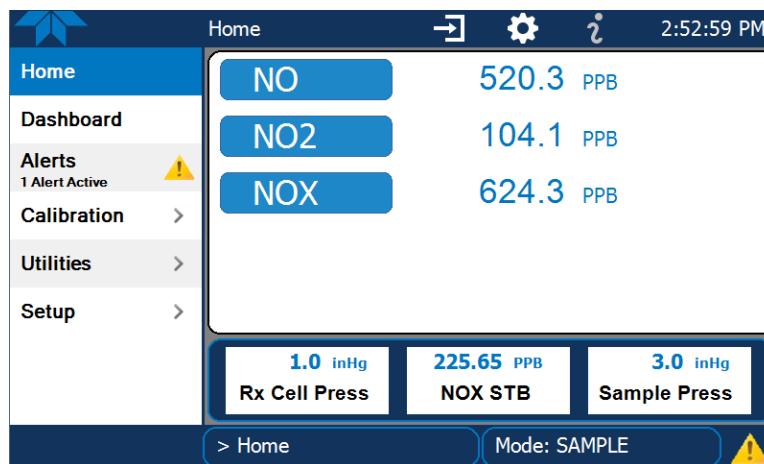 Home
2:52:59 PM
Home
Dashboard
Alerts
1 Alert Active
Calibration
Utilities
Setup
NO 520.3 PPB
NO2 104.1 PPB
NOX 624.3 PPB
1.0 inHg
Rx Cell Press
225.65 PPB
NOX STB
3.0 inHg
Sample Press
> Home
Mode: SAMPLE